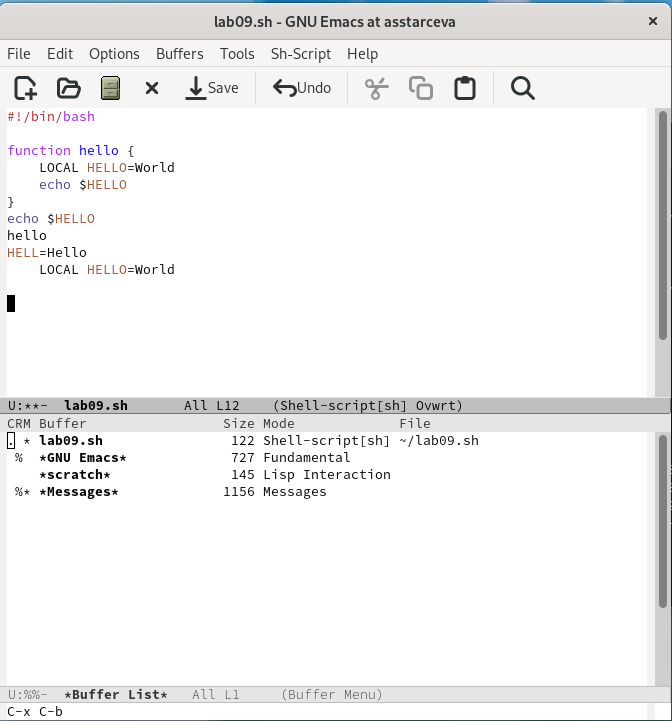 lab09.sh - GNU Emacs at asstarceva
File Edit Options Buffers Tools Sh-Script Help
Save Undo
#!/bin/bash
function hello {
    LOCAL HELLO=World
    echo $HELLO
}
echo $HELLO
hello
HELL=Hello
    LOCAL HELLO=World
U:**-  lab09.sh       All L12    (Shell-script[sh] Ovwrt)
CRM Buffer                 Size Mode             File
. * lab09.sh               122 Shell-script[sh] ~/lab09.sh
 %  *GNU Emacs*            727 Fundamental
    *scratch*              145 Lisp Interaction
 %* *Messages*            1156 Messages
U:%%-  *Buffer List*   All L1     (Buffer Menu)
C-x C-b